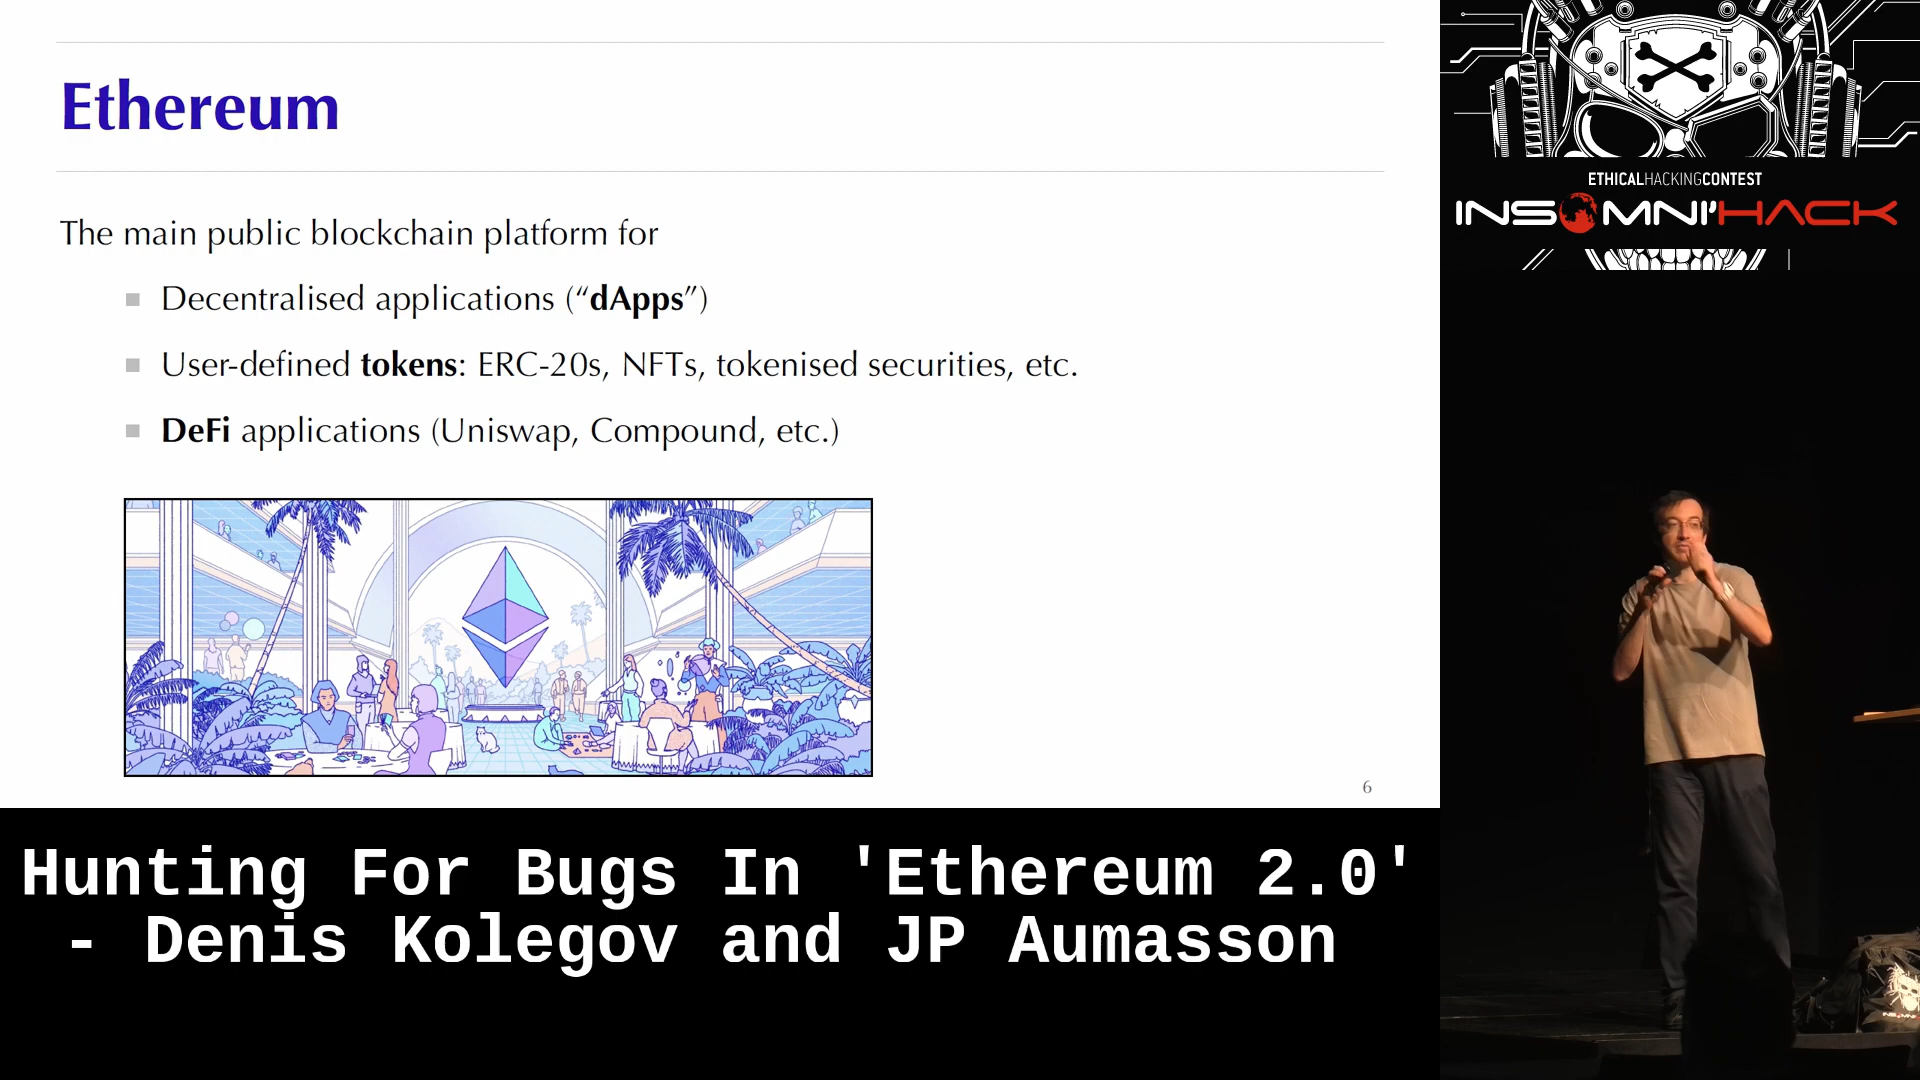 Ethereum
The main public blockchain platform for
Decentralised applications (“dApps”)
User-defined tokens: ERC-20s, NFTs, tokenised securities, etc.
DeFi applications (Uniswap, Compound, etc.)
6
Hunting For Bugs In 'Ethereum 2.0'
- Denis Kolegov and JP Aumasson
ETHICALHACKINGCONTEST
INSOMNI'HACK